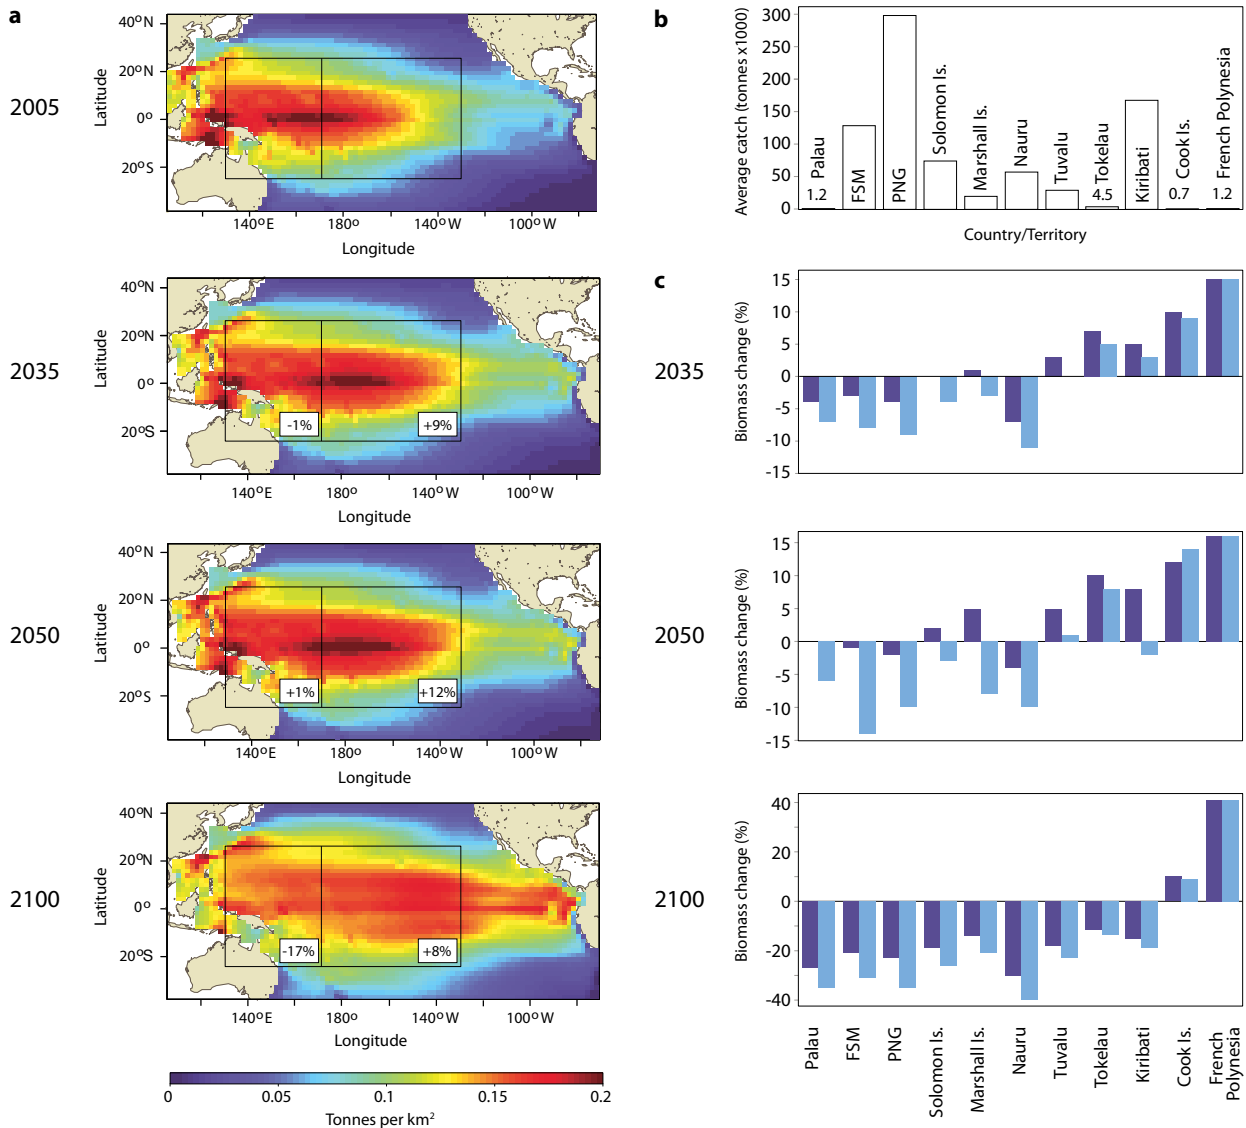 a
2005
Latitude
40°N
20°N
0°
20°S
140°E
180°
140°W
100°W
Longitude
2035
Latitude
40°N
20°N
0°
20°S
-1%
+9%
140°E
180°
140°W
100°W
Longitude
2050
Latitude
40°N
20°N
0°
20°S
+1%
+12%
140°E
180°
140°W
100°W
Longitude
2100
Latitude
40°N
20°N
0°
20°S
-17%
+8%
140°E
180°
140°W
100°W
Longitude
0
0.05
0.1
0.15
0.2
Tonnes per km²
b
Average catch (tonnes x1000)
300
250
200
150
100
50
0
Palau
1.2
FSM
PNG
Solomon Is.
Marshall Is.
Nauru
Tuvalu
Tokelau
4.5
Kiribati
Cook Is.
0.7
French Polynesia
1.2
Country/Territory
c
2035
Biomass change (%)
15
10
5
0
-5
-10
-15
2050
Biomass change (%)
15
10
5
0
-5
-10
-15
2100
Biomass change (%)
40
20
0
-20
-40
Palau
FSM
PNG
Solomon Is.
Marshall Is.
Nauru
Tuvalu
Tokelau
Kiribati
Cook Is.
French
Polynesia